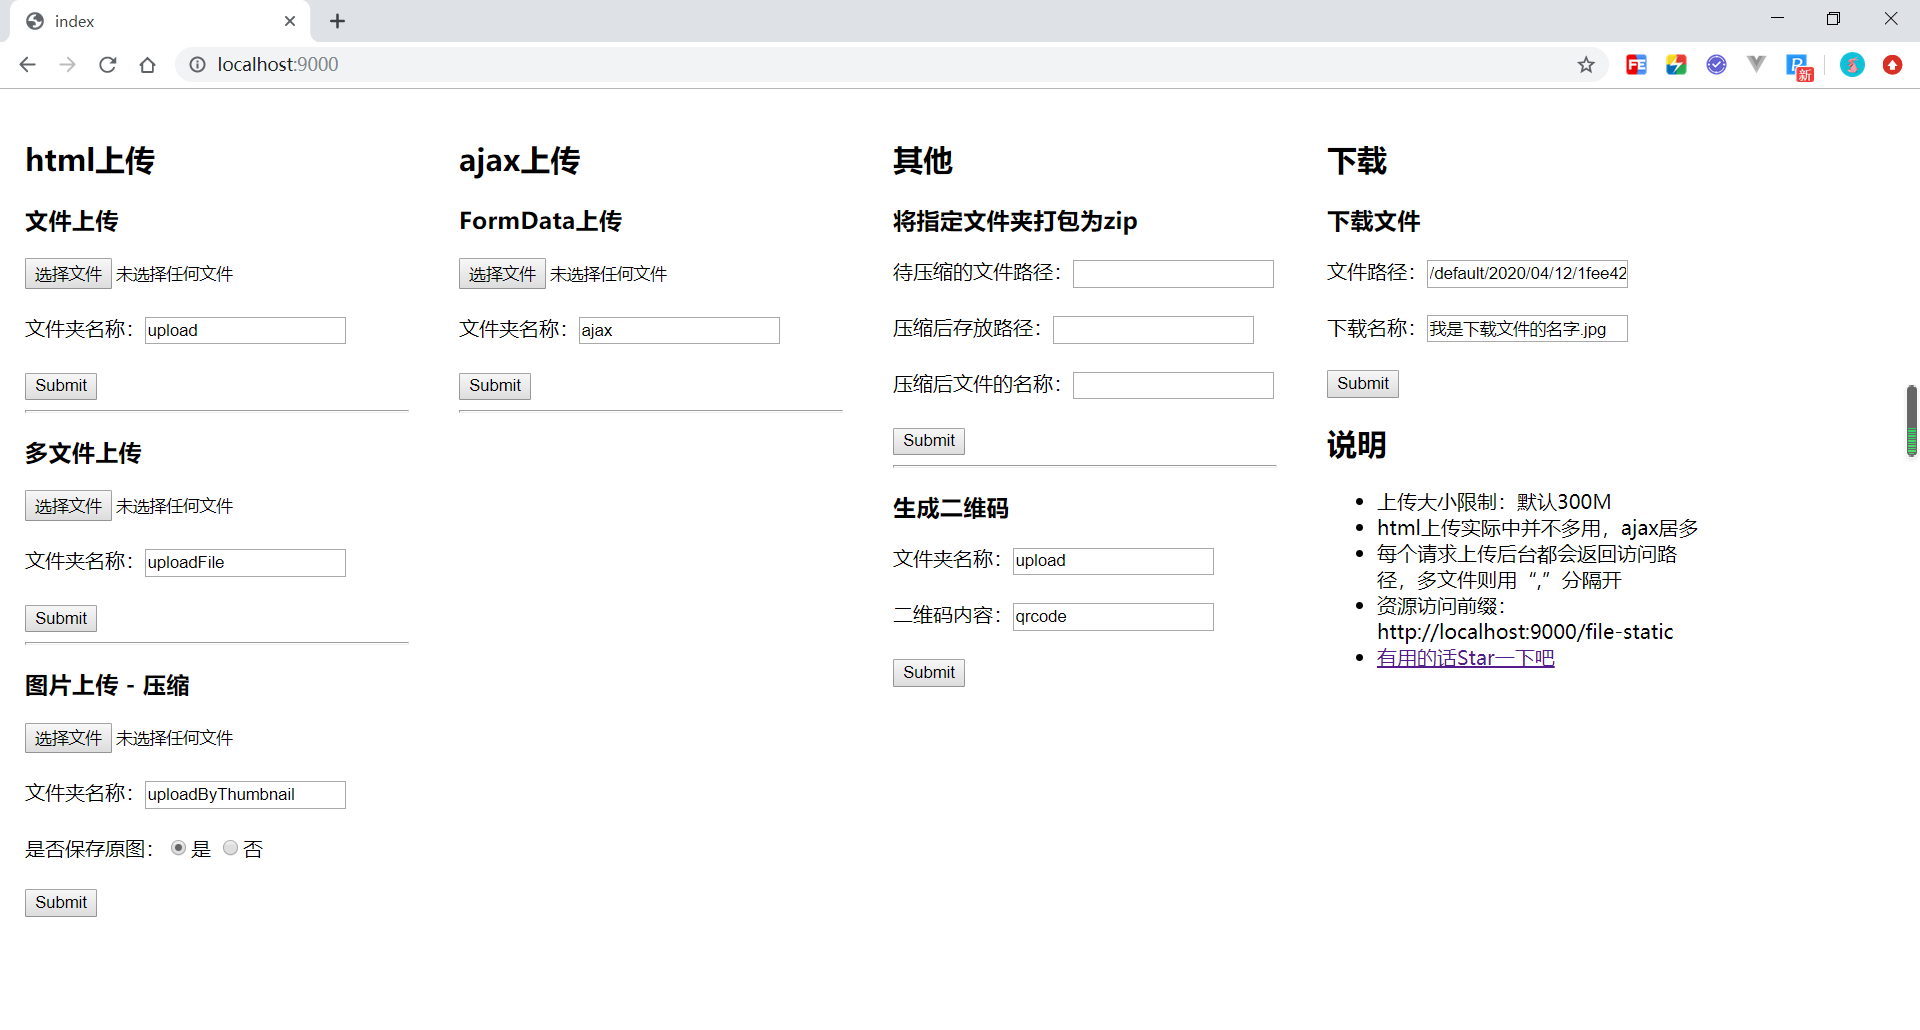 index
localhost:9000
FE
新
html上传
文件上传
选择文件 未选择任何文件
文件夹名称： upload
Submit
多文件上传
选择文件 未选择任何文件
文件夹名称： uploadFile
Submit
图片上传 - 压缩
选择文件 未选择任何文件
文件夹名称： uploadByThumbnail
是否保存原图： 是 否
Submit
ajax上传
FormData上传
选择文件 未选择任何文件
文件夹名称： ajax
Submit
其他
将指定文件夹打包为zip
待压缩的文件路径：
压缩后存放路径：
压缩后文件的名称：
Submit
生成二维码
文件夹名称： upload
二维码内容： qrcode
Submit
下载
下载文件
文件路径： /default/2020/04/12/1fee42
下载名称： 我是下载文件的名字.jpg
Submit
说明
上传大小限制：默认300M
html上传实际中并不多用，ajax居多
每个请求上传后台都会返回访问路
径，多文件则用“,”分隔开
资源访问前缀：
http://localhost:9000/file-static
有用的话Star一下吧